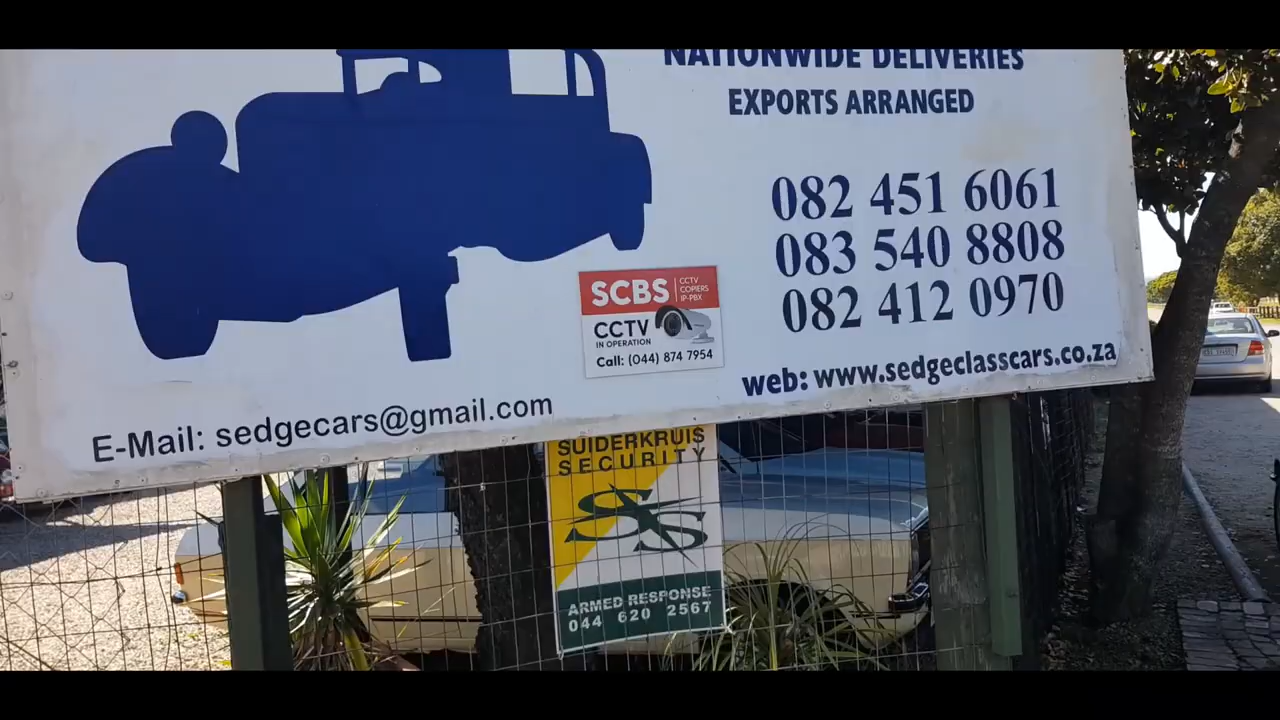 NATIONWIDE DELIVERIES
EXPORTS ARRANGED
082 451 6061
083 540 8808
082 412 0970
web: www.sedgeclasscars.co.za
SCBS
CCTV
COPIERS
IP-PBX
CCTV
IN OPERATION
Call: (044) 874 7954
E-Mail: sedgecars@gmail.com
SUIDERKRUIS
SECURITY
SS
ARMED RESPONSE
044 620 2567